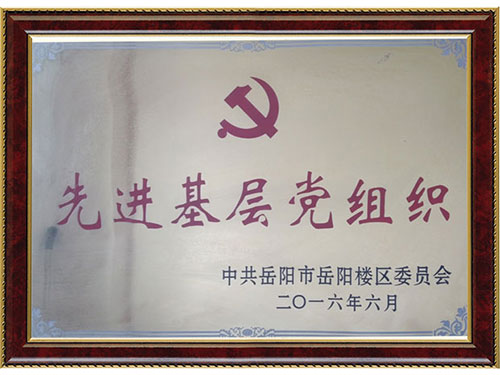 先进基层党组织
中共岳阳市岳阳楼区委员会
二〇一六年六月